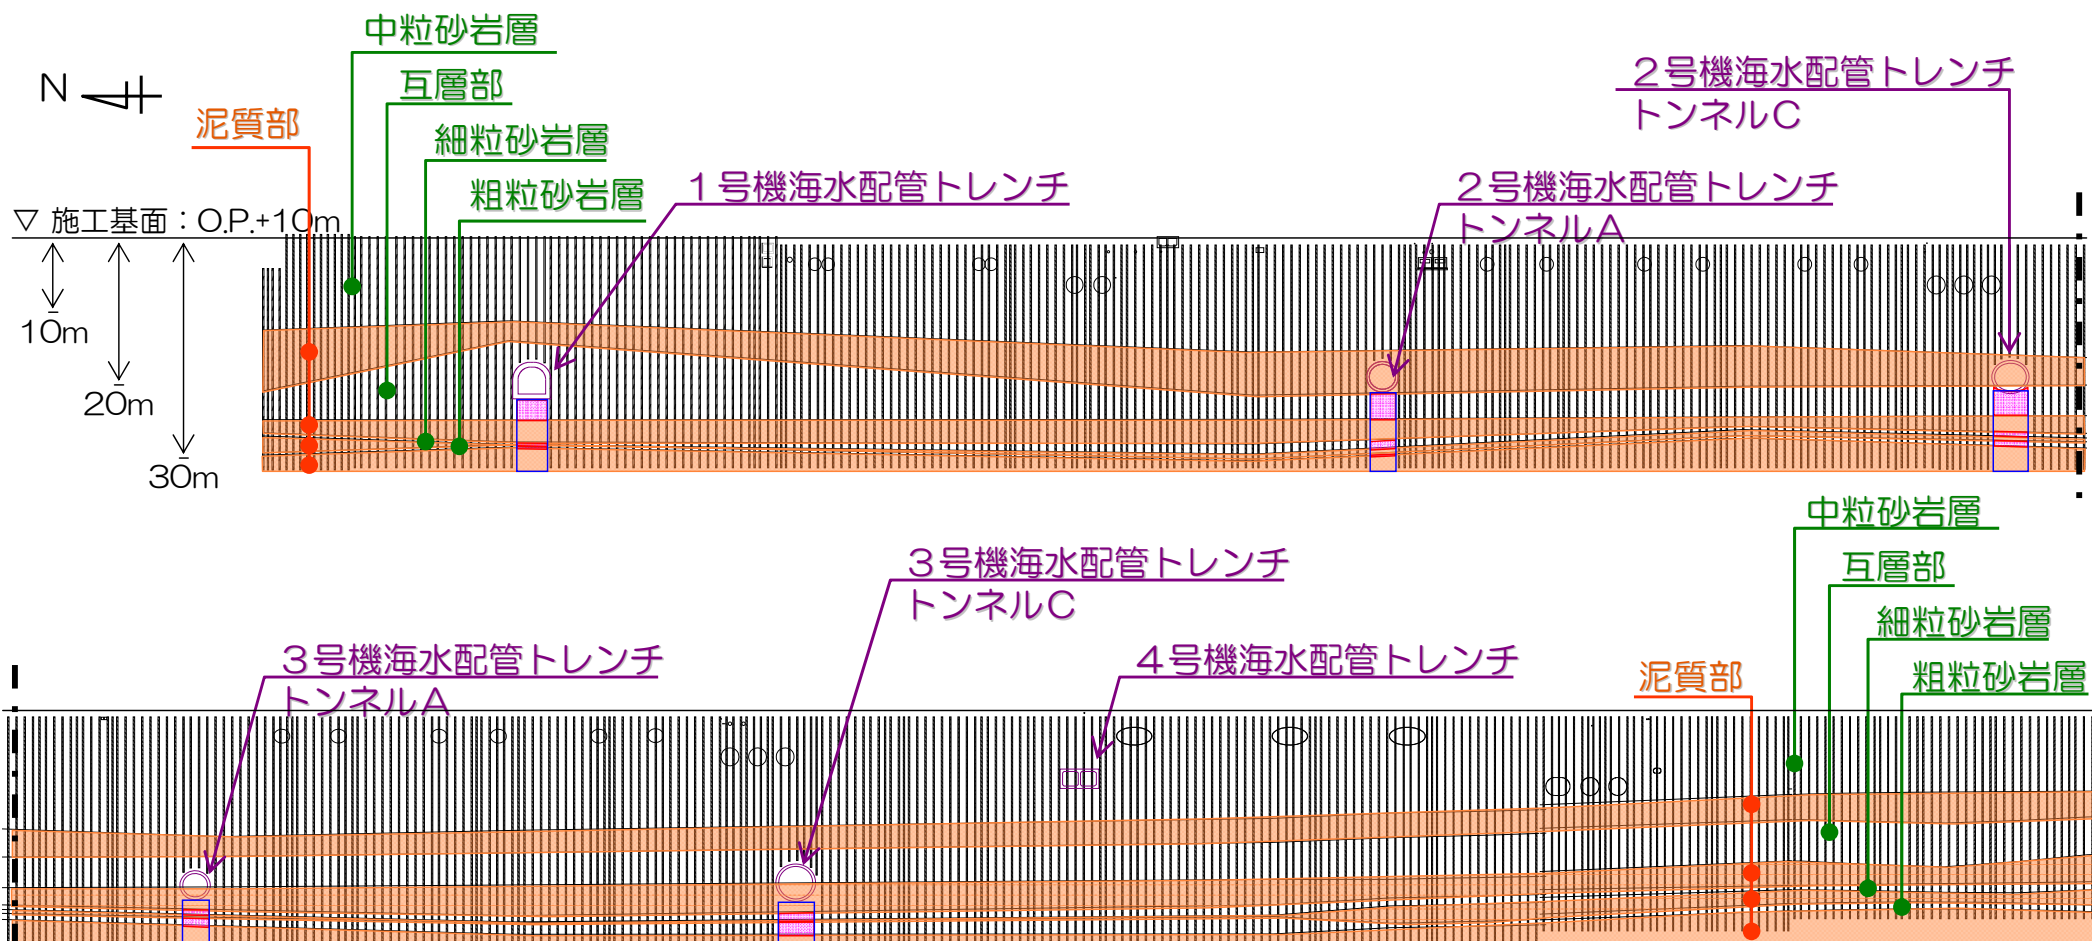 中粒砂岩層
N
互層部
泥質部
細粒砂岩層
粗粒砂岩層
1号機海水配管トレンチ
2号機海水配管トレンチ
トンネルA
2号機海水配管トレンチ
トンネルC
▽ 施工基面：O.P.+10m
10m
20m
30m
3号機海水配管トレンチ
トンネルA
3号機海水配管トレンチ
トンネルC
4号機海水配管トレンチ
中粒砂岩層
互層部
細粒砂岩層
泥質部
粗粒砂岩層